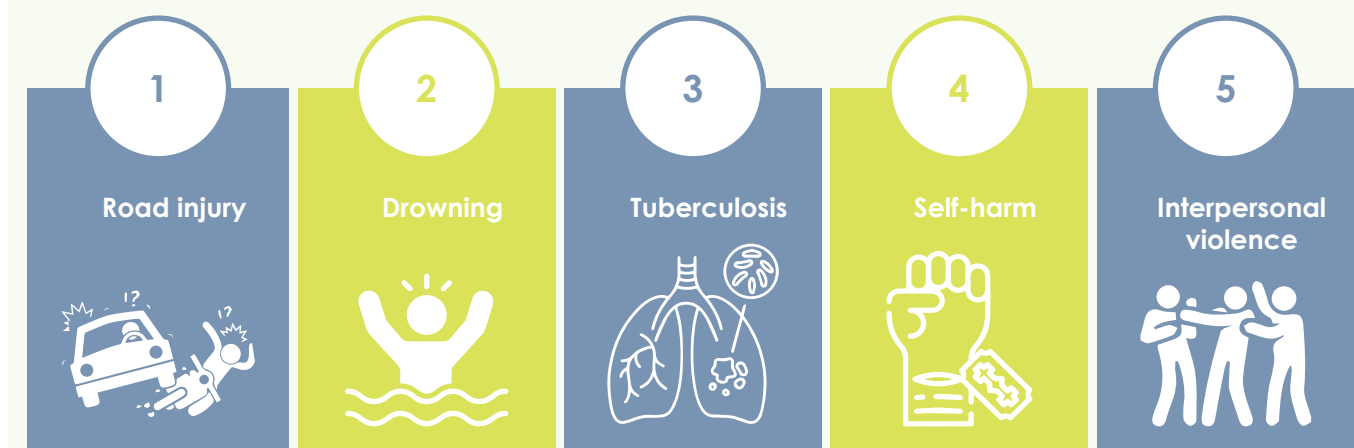 1
2
3
4
5
Road injury
Drowning
Tuberculosis
Self-harm
Interpersonal
violence
!?
!?